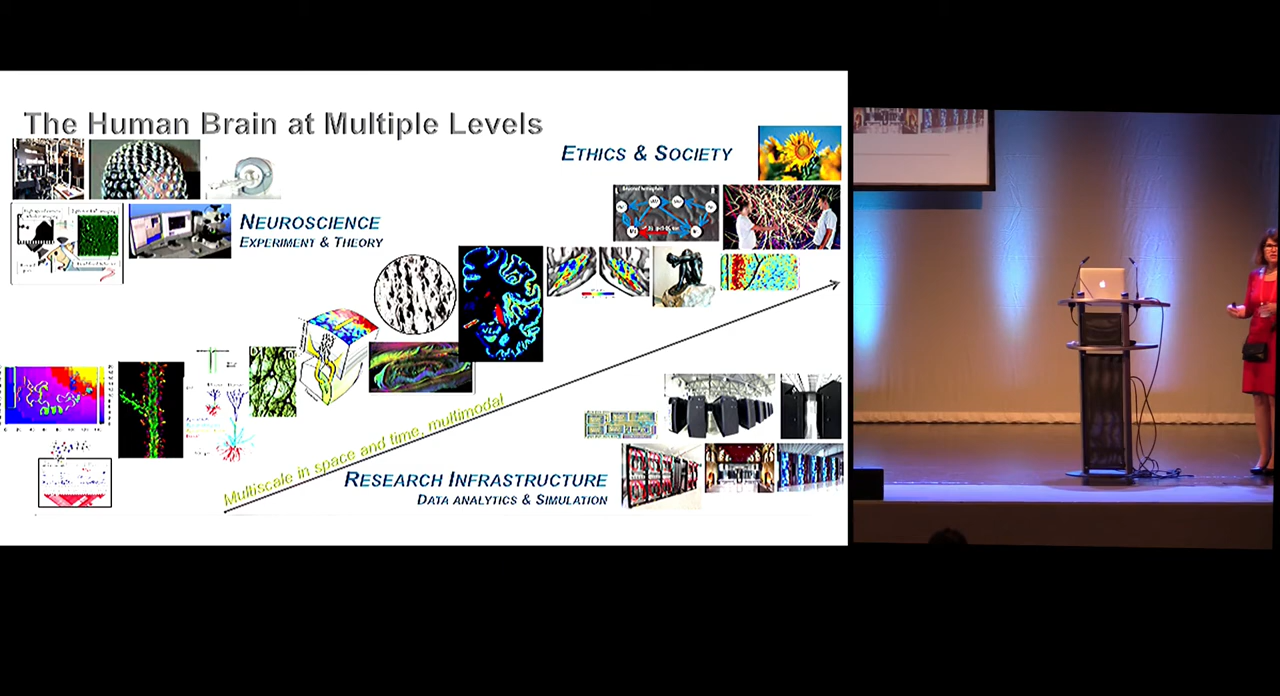 The Human Brain at Multiple Levels
ETHICS & SOCIETY
NEUROSCIENCE
EXPERIMENT & THEORY
Multiscale in space and time, multimodal
RESEARCH INFRASTRUCTURE
DATA ANALYTICS & SIMULATION